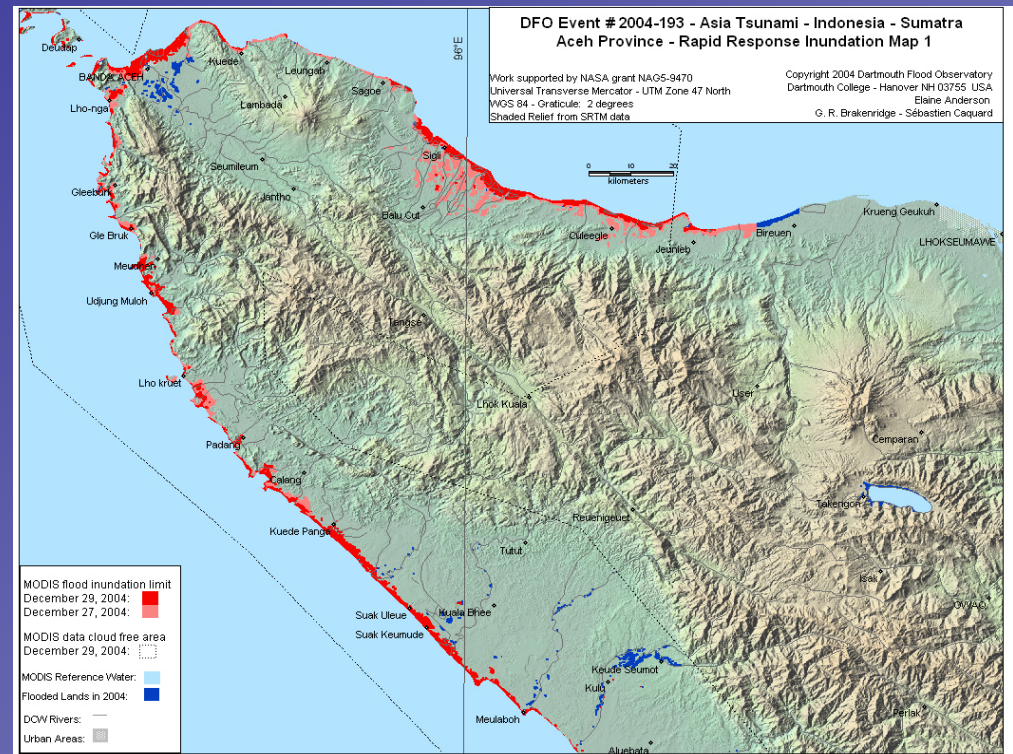 DFO Event # 2004-193 - Asia Tsunami - Indonesia - Sumatra
Aceh Province - Rapid Response Inundation Map 1
Work supported by NASA grant NAG5-9470
Universal Transverse Mercator - UTM Zone 47 North
WGS 84 - Graticule: 2 degrees
Shaded Relief from SRTM data
Copyright 2004 Dartmouth Flood Observatory
Dartmouth College - Hanover NH 03755 USA
Elaine Anderson
G. R. Brakenridge - Sébastien Caquard
96°E
Deudap
BANDA ACEH
Kuede
Leungah
Lho-nga
Lambada
Sagoe
Sigli
0 10 20
kilometers
Seumileum
Gleebuk
Jantho
Balu Cut
Krueng Geukuh
Gle Bruk
Culeegle
Bireuen
LHOKSEUMAWE
Jeunieb
Meudhen
Udjung Muloh
Tangse
Lho kruet
Lhok Kuala
User
Padang
Cemparan
Calang
Takengon
Kuede Panga
Reuenigeuet
Tutut
Isak
Suak Uleue
Kuala Bhee
Suak Keumude
Keude Seumot
Kulu
Meulaboh
Perlak
Aluebata
MODIS flood inundation limit
December 29, 2004:
December 27, 2004:
MODIS data cloud free area
December 29, 2004:
MODIS Reference Water:
Flooded Lands in 2004:
DCW Rivers:
Urban Areas: